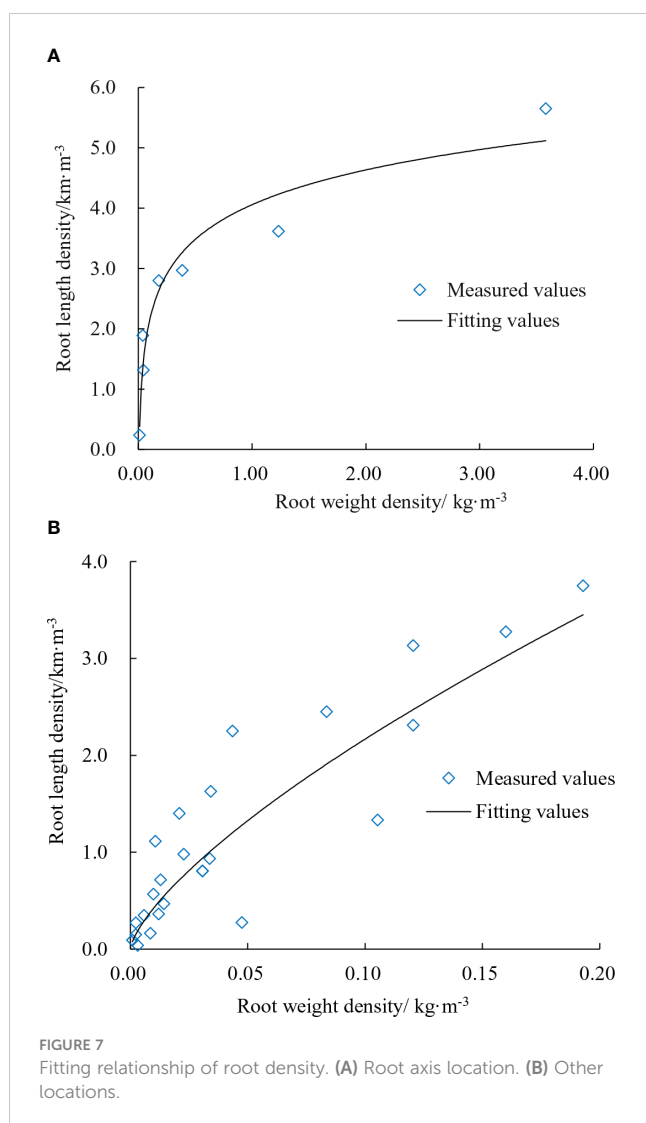 A
6.0
5.0
4.0
3.0
2.0
1.0
0.0
Root length density/km·m⁻³
Measured values
Fitting values
0.00 1.00 2.00 3.00 4.00
Root weight density/ kg·m⁻³
B
4.0
3.0
2.0
1.0
0.0
Root length density/km·m⁻³
Measured values
Fitting values
0.00 0.05 0.10 0.15 0.20
Root weight density/ kg·m⁻³
FIGURE 7
Fitting relationship of root density. (A) Root axis location. (B) Other
locations.